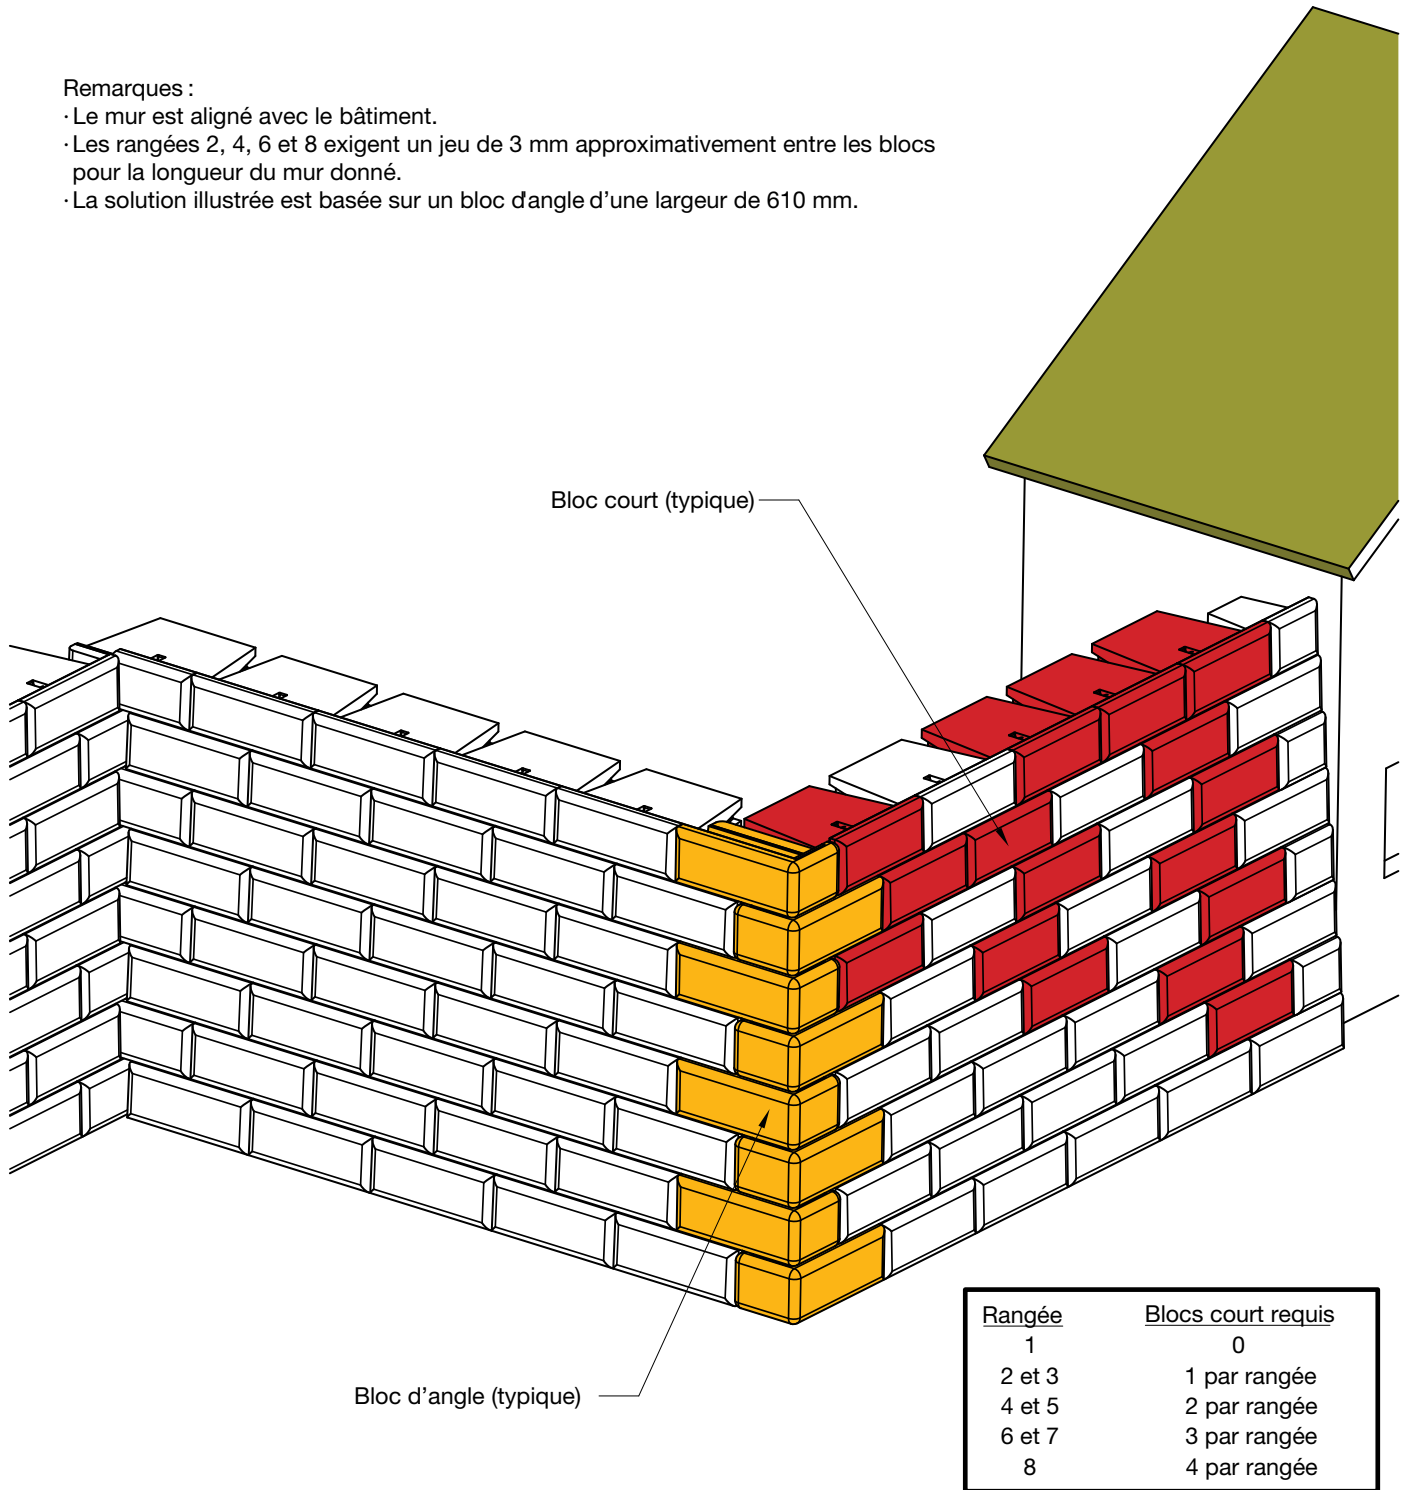 Remarques :
· Le mur est aligné avec le bâtiment.
· Les rangées 2, 4, 6 et 8 exigent un jeu de 3 mm approximativement entre les blocs
pour la longueur du mur donné.
· La solution illustrée est basée sur un bloc d'angle d’une largeur de 610 mm.
Bloc court (typique)
Bloc d’angle (typique)
Rangée Blocs court requis
1 0
2 et 3 1 par rangée
4 et 5 2 par rangée
6 et 7 3 par rangée
8 4 par rangée